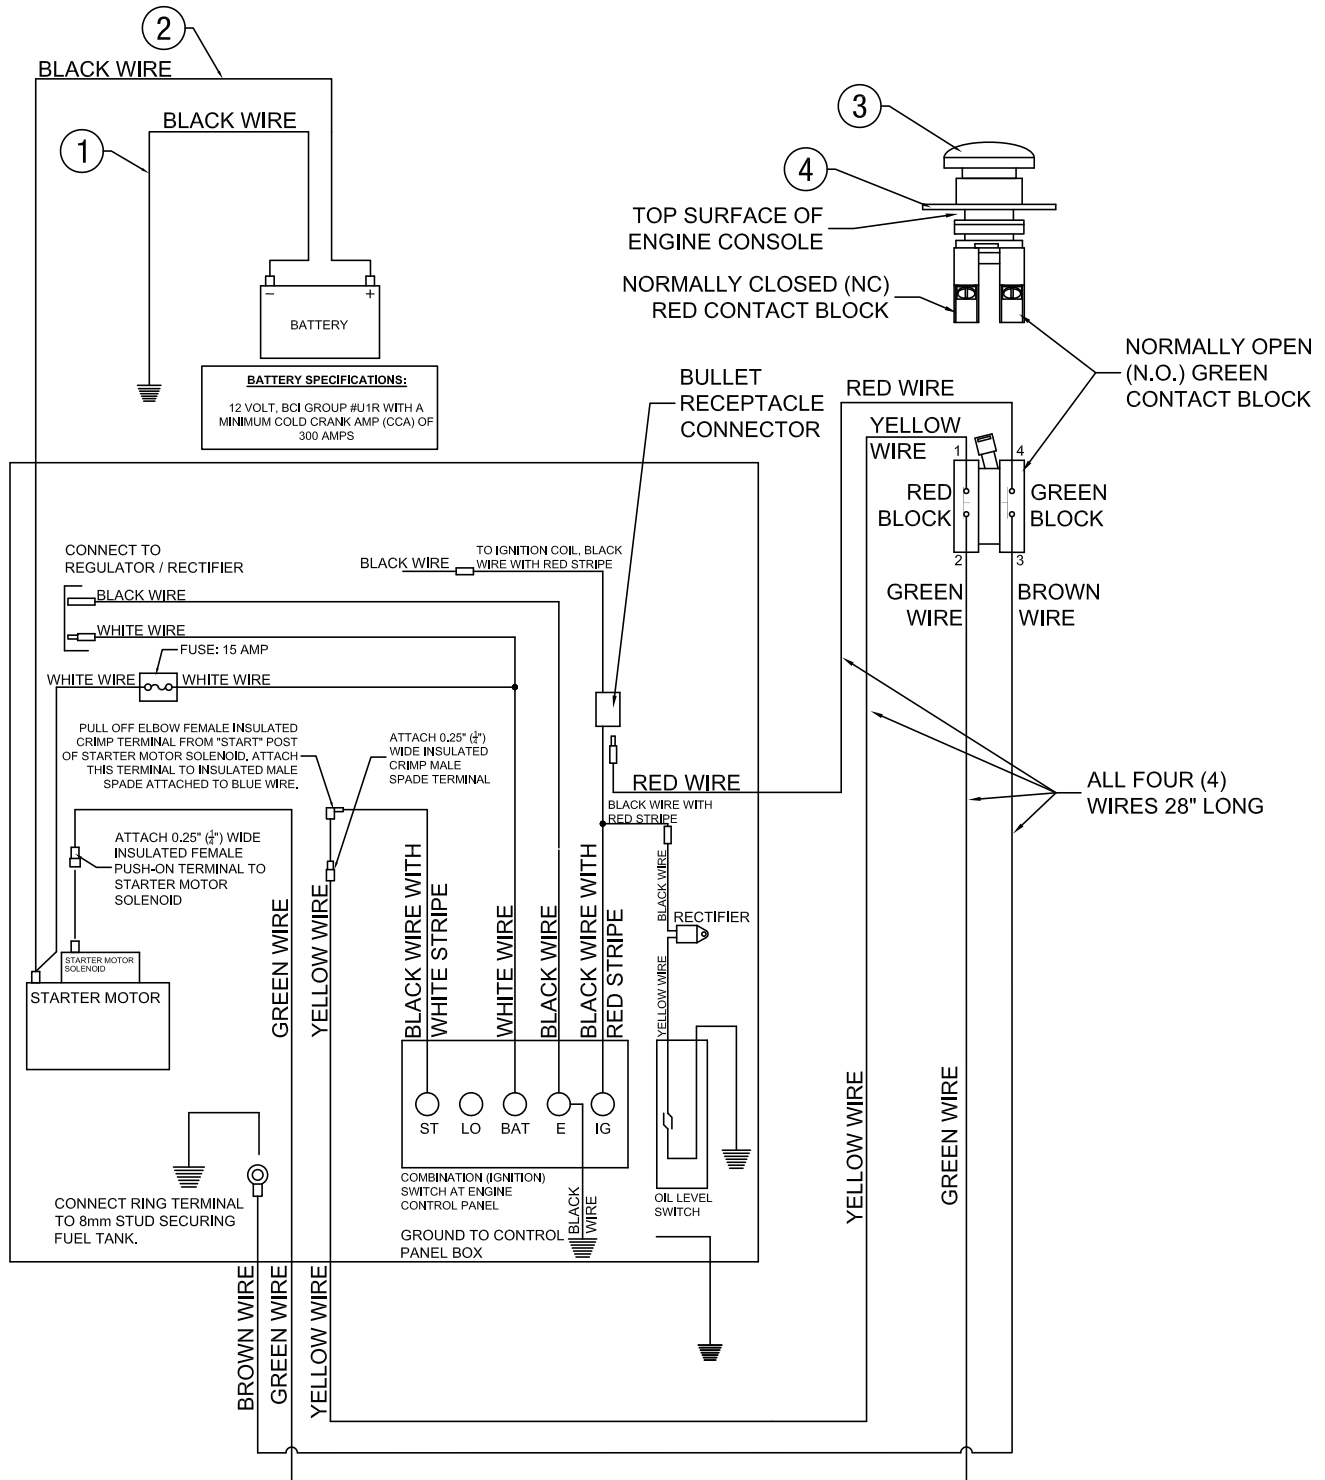 2
BLACK WIRE
BLACK WIRE
1
3
4
TOP SURFACE OF
ENGINE CONSOLE
NORMALLY CLOSED (NC)
RED CONTACT BLOCK
NORMALLY OPEN
(N.O.) GREEN
CONTACT BLOCK
- +
BATTERY
BATTERY SPECIFICATIONS:
12 VOLT, BCI GROUP #U1R WITH A
MINIMUM COLD CRANK AMP (CCA) OF
300 AMPS
BULLET
RECEPTACLE
CONNECTOR
RED WIRE
YELLOW
WIRE
1 4
RED
BLOCK
GREEN
BLOCK
2 3
GREEN
WIRE
BROWN
WIRE
CONNECT TO
REGULATOR / RECTIFIER
BLACK WIRE
TO IGNITION COIL, BLACK
WIRE WITH RED STRIPE
BLACK WIRE
WHITE WIRE
FUSE: 15 AMP
WHITE WIRE
WHITE WIRE
PULL OFF ELBOW FEMALE INSULATED
CRIMP TERMINAL FROM "START" POST
OF STARTER MOTOR SOLENOID. ATTACH
THIS TERMINAL TO INSULATED MALE
SPADE ATTACHED TO BLUE WIRE.
ATTACH 0.25" (¼")
WIDE INSULATED
CRIMP MALE
SPADE TERMINAL
RED WIRE
BLACK WIRE WITH
RED STRIPE
ALL FOUR (4)
WIRES 28" LONG
ATTACH 0.25" (¼") WIDE
INSULATED FEMALE
PUSH-ON TERMINAL TO
STARTER MOTOR
SOLENOID
GREEN WIRE
YELLOW WIRE
BLACK WIRE WITH
WHITE STRIPE
WHITE WIRE
BLACK WIRE
BLACK WIRE WITH
RED STRIPE
BLACK WIRE
RECTIFIER
YELLOW WIRE
STARTER MOTOR
SOLENOID
STARTER MOTOR
ST LO BAT E IG
COMBINATION (IGNITION)
SWITCH AT ENGINE
CONTROL PANEL
BLACK
WIRE
OIL LEVEL
SWITCH
GROUND TO CONTROL
PANEL BOX
CONNECT RING TERMINAL
TO 8mm STUD SECURING
FUEL TANK.
YELLOW WIRE
GREEN WIRE
BROWN WIRE
GREEN WIRE
YELLOW WIRE